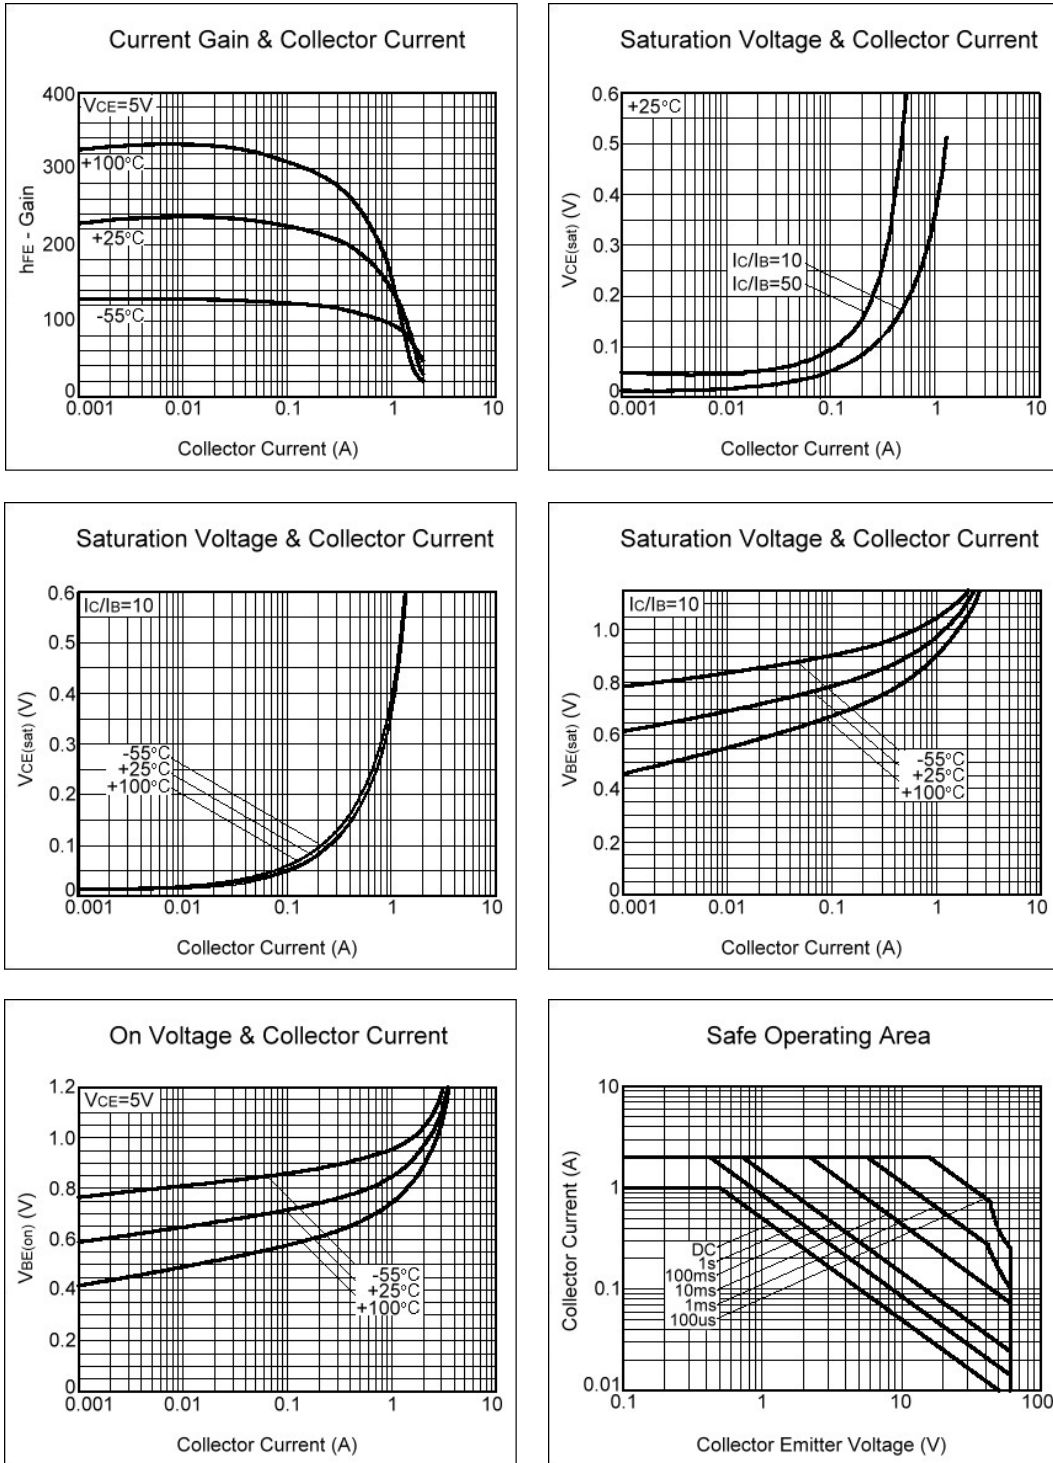 Current Gain & Collector Current
400
VCE=5V
300
+100°C
hFE - Gain
200
+25°C
100
-55°C
0
0.001 0.01 0.1 1 10
Collector Current (A)
Saturation Voltage & Collector Current
0.6
+25°C
0.5
0.4
VCE(sat) (V)
0.3
IC/IB=10
IC/IB=50
0.2
0.1
0
0.001 0.01 0.1 1 10
Collector Current (A)
Saturation Voltage & Collector Current
0.6
IC/IB=10
0.5
0.4
VCE(sat) (V)
0.3
-55°C
+25°C
+100°C
0.2
0.1
0
0.001 0.01 0.1 1 10
Collector Current (A)
Saturation Voltage & Collector Current
IC/IB=10
1.0
0.8
VBE(sat) (V)
0.6
-55°C
+25°C
+100°C
0.4
0.2
0
0.001 0.01 0.1 1 10
Collector Current (A)
On Voltage & Collector Current
1.2
VCE=5V
1.0
0.8
VBE(on) (V)
0.6
-55°C
+25°C
+100°C
0.4
0.2
0
0.001 0.01 0.1 1 10
Collector Current (A)
Safe Operating Area
10
Collector Current (A)
1
DC
1s
100ms
10ms
1ms
100us
0.1
0.01
0.1 1 10 100
Collector Emitter Voltage (V)